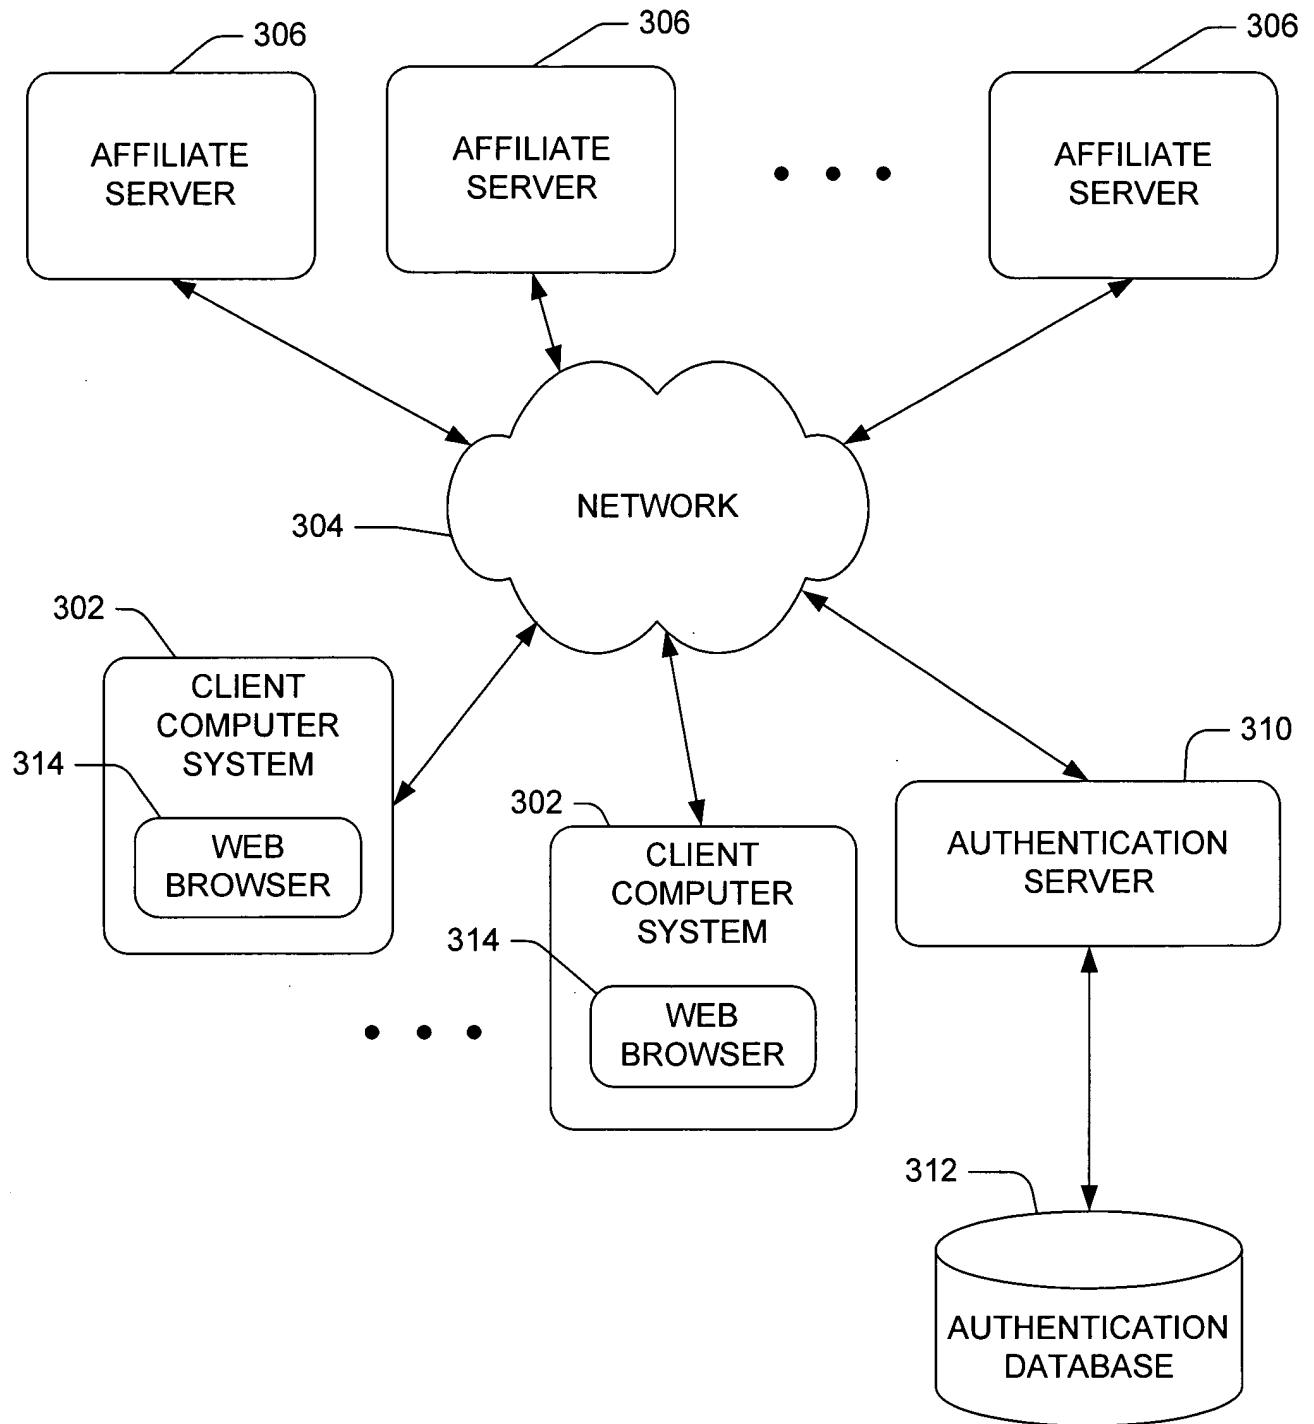 306
306
306
AFFILIATE
SERVER
AFFILIATE
SERVER
AFFILIATE
SERVER
NETWORK
304
302
CLIENT
COMPUTER
SYSTEM
314
WEB
BROWSER
302
CLIENT
COMPUTER
SYSTEM
314
WEB
BROWSER
310
AUTHENTICATION
SERVER
312
AUTHENTICATION
DATABASE